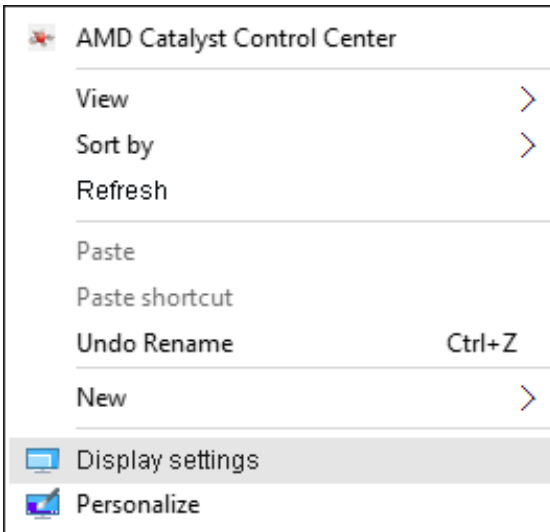 AMD Catalyst Control Center
View
Sort by
Refresh
Paste
Paste shortcut
Undo Rename Ctrl+Z
New
Display settings
Personalize